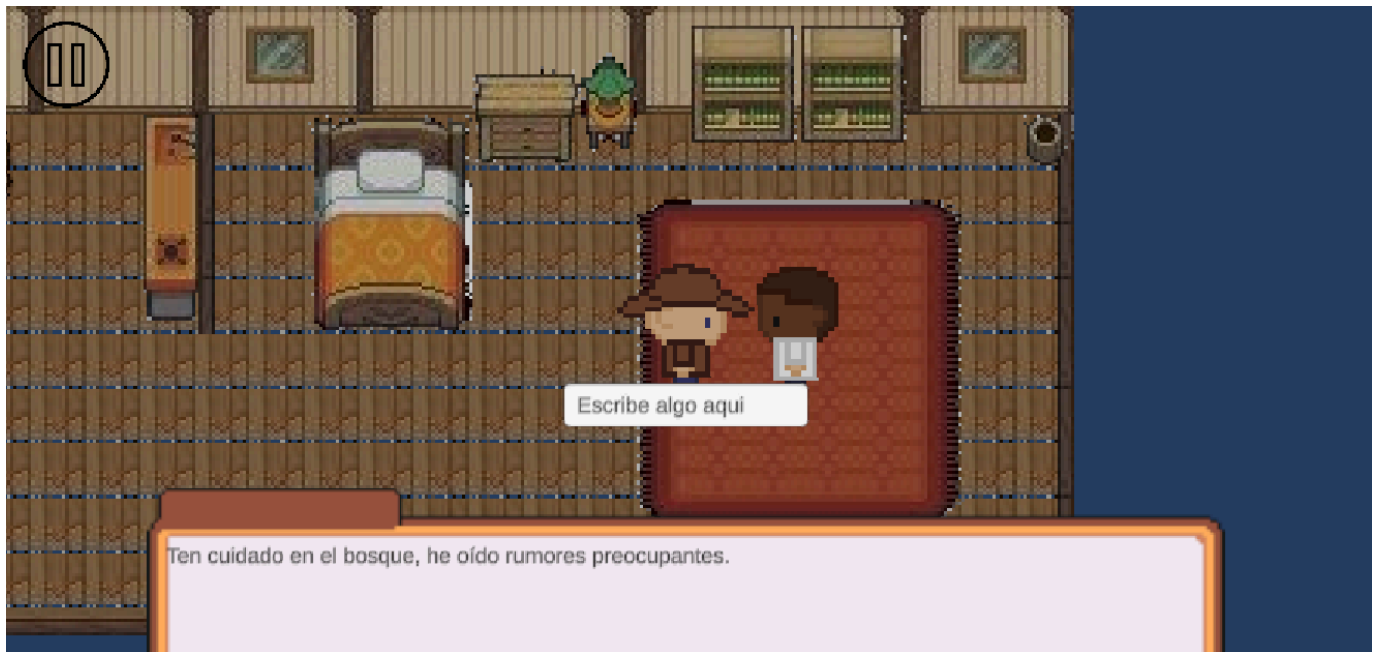 Escribe algo aqui
Ten cuidado en el bosque, he oído rumores preocupantes.